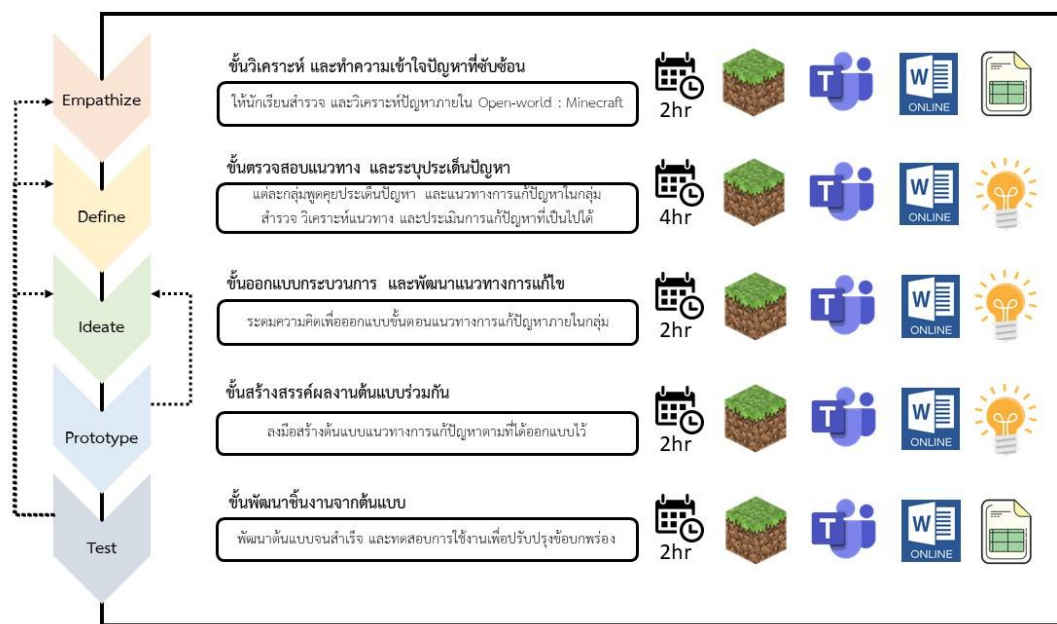 Empathize
ขั้นวิเคราะห์ และทำความเข้าใจปัญหาที่ซับซ้อน
ให้นักเรียนสำรวจ และวิเคราะห์ปัญหาภายใน Open-world : Minecraft
2hr
T
W
ONLINE
Define
ขั้นตรวจสอบแนวทาง และระบุประเด็นปัญหา
แต่ละกลุ่มพูดคุยประเด็นปัญหา และแนวทางการแก้ปัญหาในกลุ่ม
สำรวจ วิเคราะห์แนวทาง และประเมินการแก้ปัญหาที่เป็นไปได้
4hr
T
W
ONLINE
Ideate
ขั้นออกแบบกระบวนการ และพัฒนาแนวทางการแก้ไข
ระดมความคิดเพื่อออกแบบขั้นตอนแนวทางการแก้ปัญหาภายในกลุ่ม
2hr
T
W
ONLINE
Prototype
ขั้นสร้างสรรค์ผลงานต้นแบบร่วมกัน
ลงมือสร้างต้นแบบแนวทางการแก้ปัญหาตามที่ได้ออกแบบไว้
2hr
T
W
ONLINE
Test
ขั้นพัฒนาชิ้นงานจากต้นแบบ
พัฒนาต้นแบบจนสำเร็จ และทดสอบการใช้งานเพื่อปรับปรุงข้อบกพร่อง
2hr
T
W
ONLINE